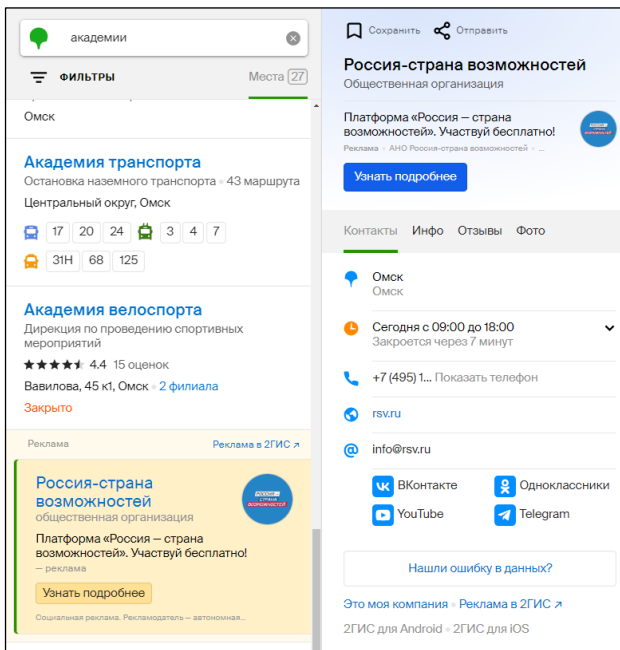 академии
ФИЛЬТРЫ
Места 27
Омск
Академия транспорта
Остановка наземного транспорта • 43 маршрута
Центральный округ, Омск
17 20 24 3 4 7
31Н 68 125
Академия велоспорта
Дирекция по проведению спортивных
мероприятий
4.4 15 оценок
Вавилова, 45 к1, Омск • 2 филиала
Закрыто
Реклама
Реклама в 2ГИС ↗
Россия-страна
возможностей
общественная организация
Платформа «Россия — страна
возможностей». Участвуй бесплатно!
— реклама
Узнать подробнее
Социальная реклама. Рекламодатель — автономная...
РОССИЯ –
СТРАНА
ВОЗМОЖНОСТЕЙ
Сохранить
Отправить
Россия-страна возможностей
Общественная организация
Платформа «Россия — страна
возможностей». Участвуй бесплатно!
Реклама • АНО Россия-страна возможностей • ...
Узнать подробнее
Контакты Инфо Отзывы Фото
Омск
Омск
Сегодня с 09:00 до 18:00
Закроется через 7 минут
+7 (495) 1... Показать телефон
rsv.ru
info@rsv.ru
ВКонтакте
Одноклассники
YouTube
Telegram
Нашли ошибку в данных?
Это моя компания • Реклама в 2ГИС ↗
2ГИС для Android • 2ГИС для iOS